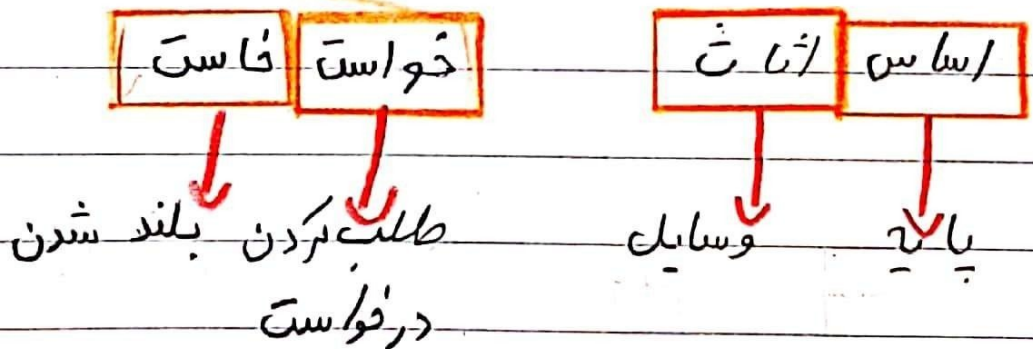 اساس اثاث خواست خاست
پایه وسایل طلب کردن بلند شدن
درخواست